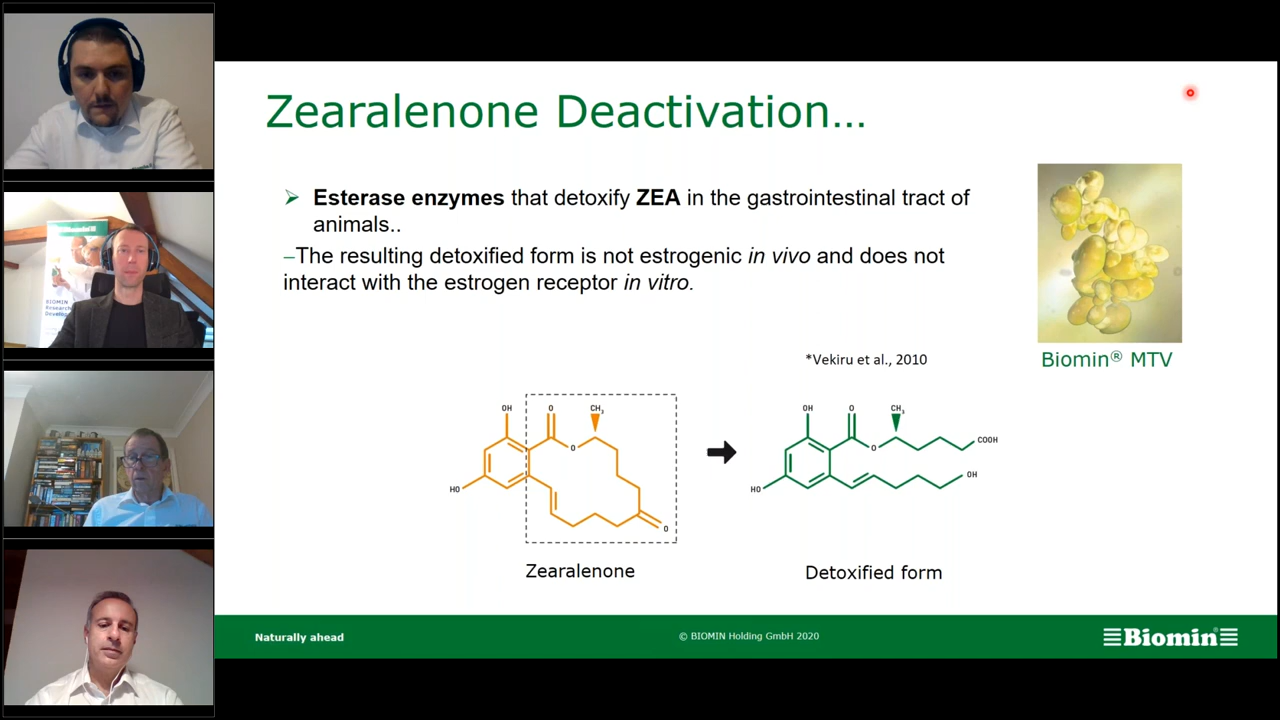 Zearalenone Deactivation...
Esterase enzymes that detoxify ZEA in the gastrointestinal tract of
animals..
–The resulting detoxified form is not estrogenic in vivo and does not
interact with the estrogen receptor in vitro.
Biomin® MTV
*Vekiru et al., 2010
OH
O
CH3
O
HO
O
Zearalenone
OH
O
CH3
O
COOH
OH
HO
Detoxified form
Naturally ahead
© BIOMIN Holding GmbH 2020
Biomin®
Biomin
BIOMIN